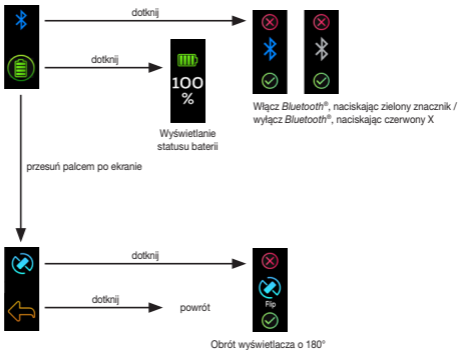 dotknij
dotknij
100
%
Włącz Bluetooth®, naciskając zielony znacznik /
wyłącz Bluetooth®, naciskając czerwony X
Wyświetlanie
statusu baterii
przesuń palcem po ekranie
dotknij
dotknij
powrót
Flip
Obrót wyświetlacza o 180°